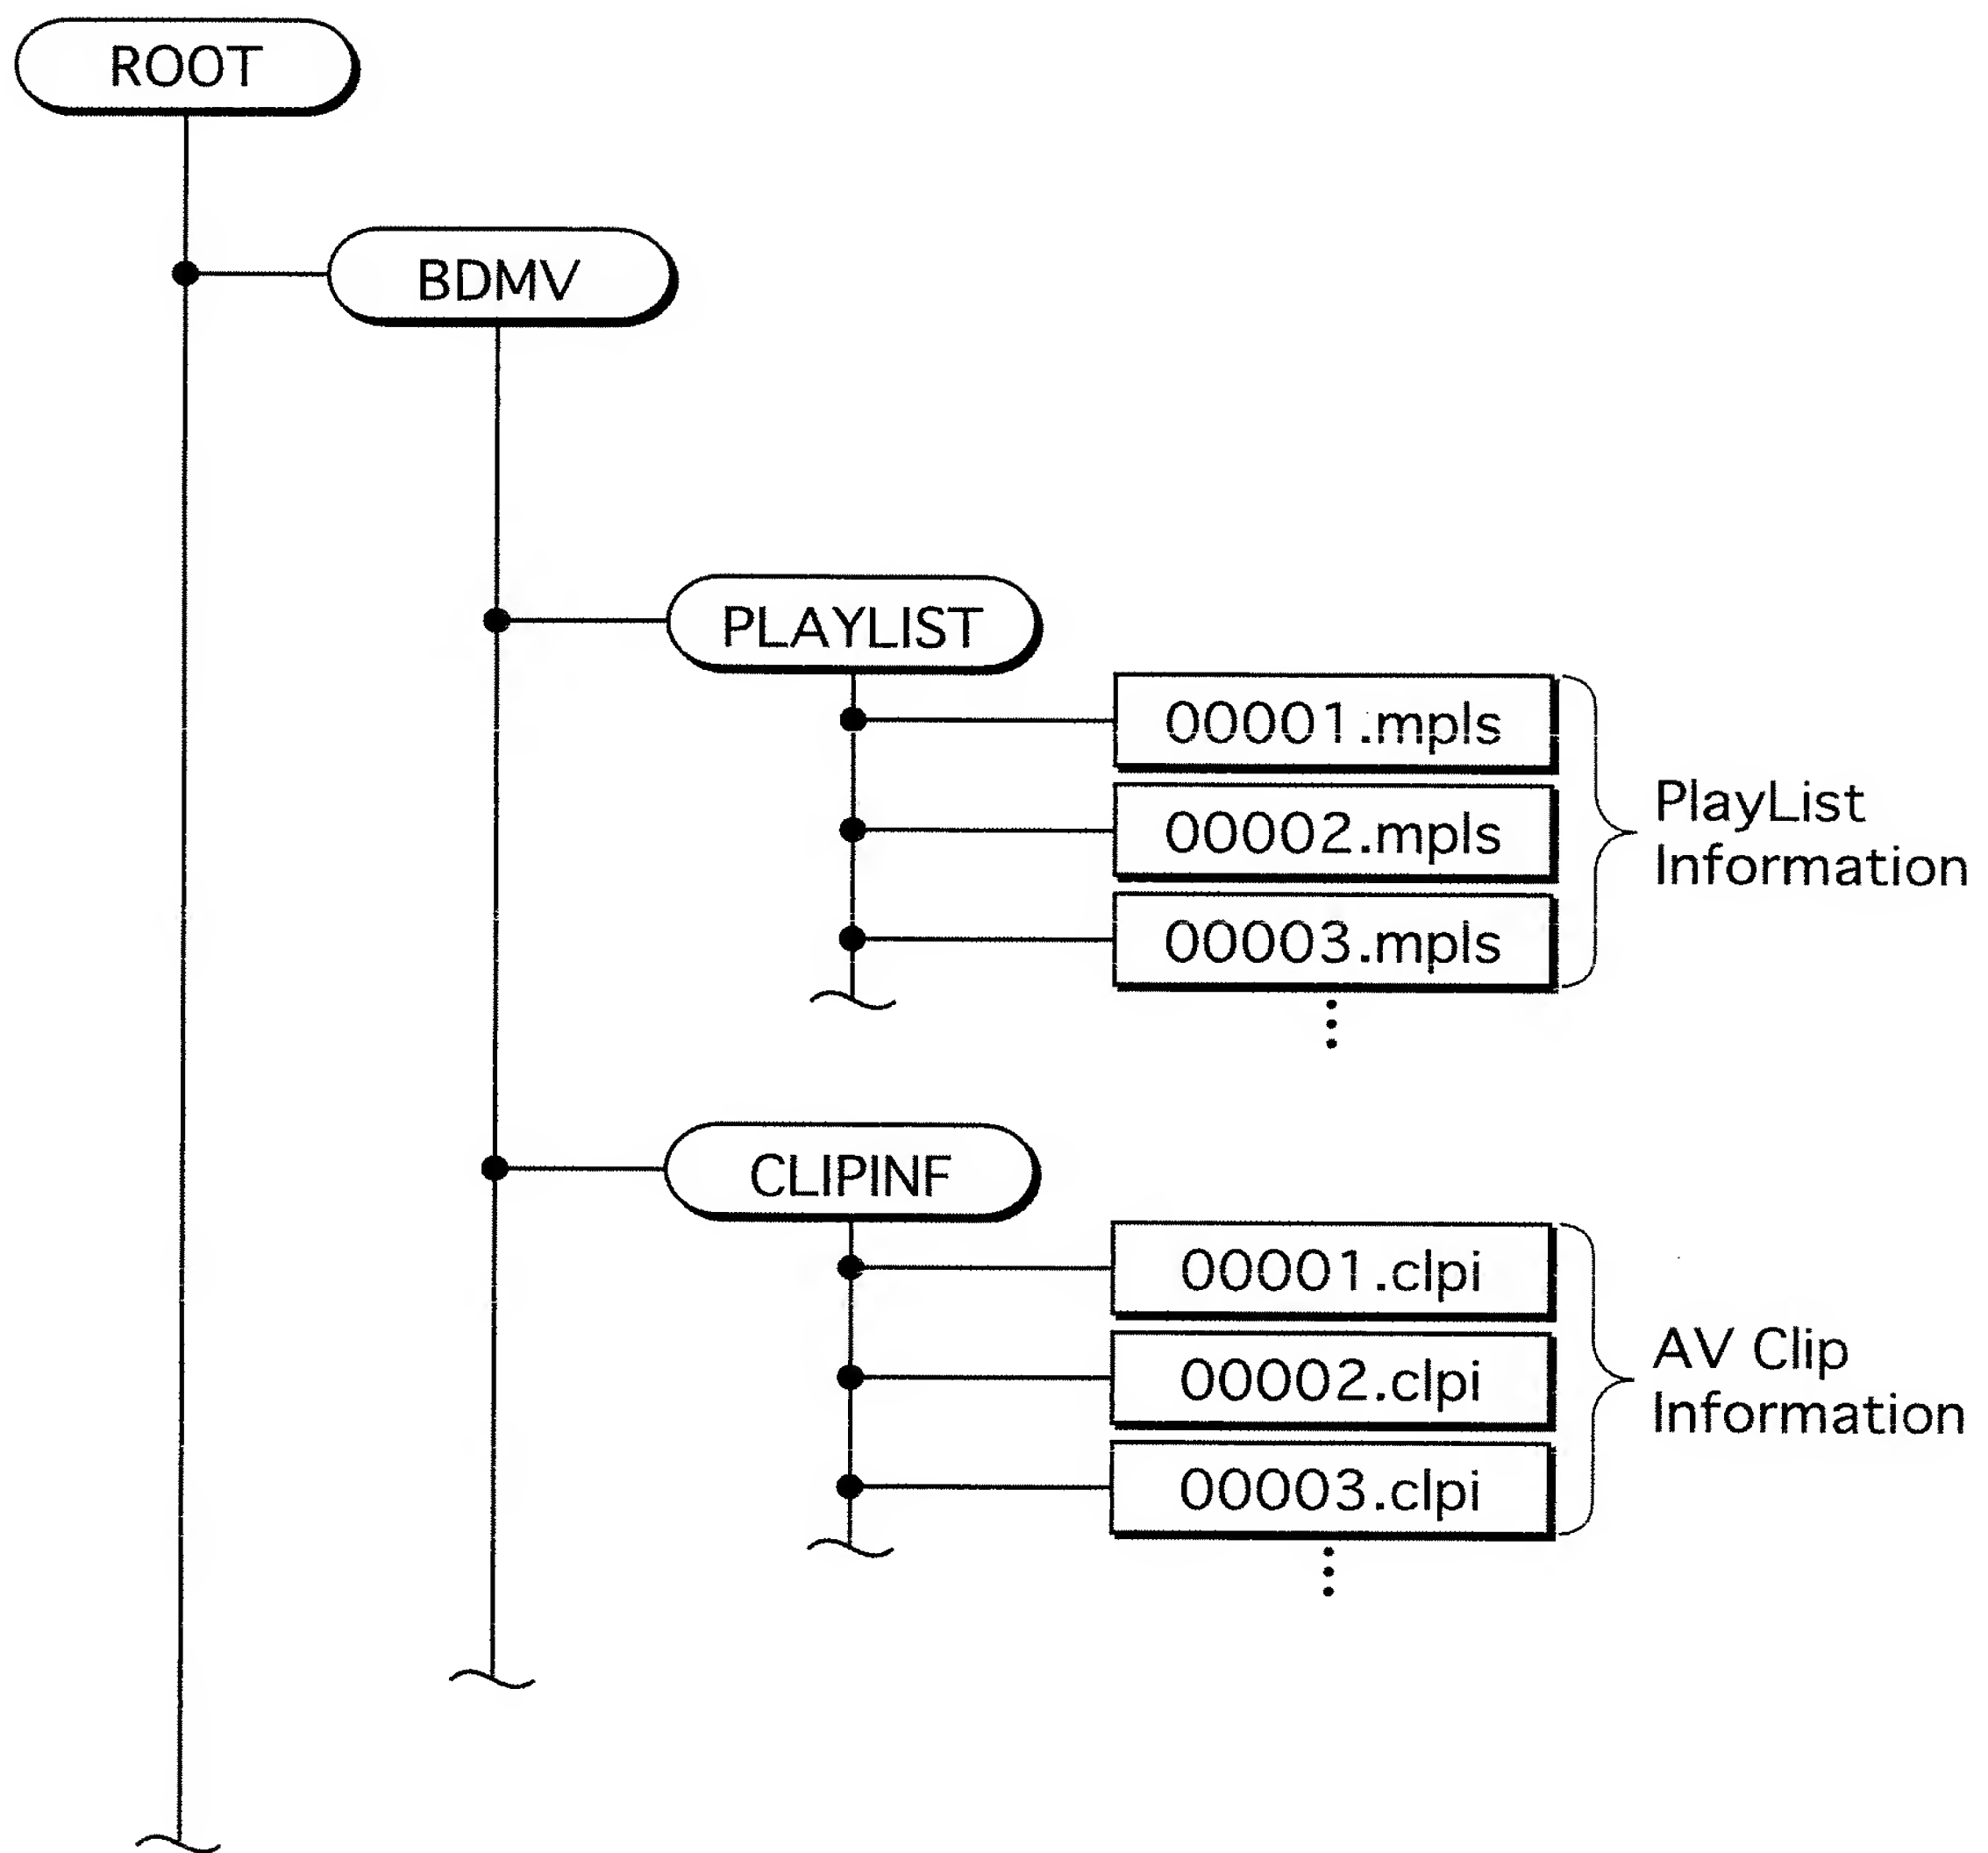 ROOT
BDMV
PLAYLIST
00001.mpls
00002.mpls
00003.mpls
PlayList
Information
CLIPINF
00001.clpi
00002.clpi
00003.clpi
AV Clip
Information